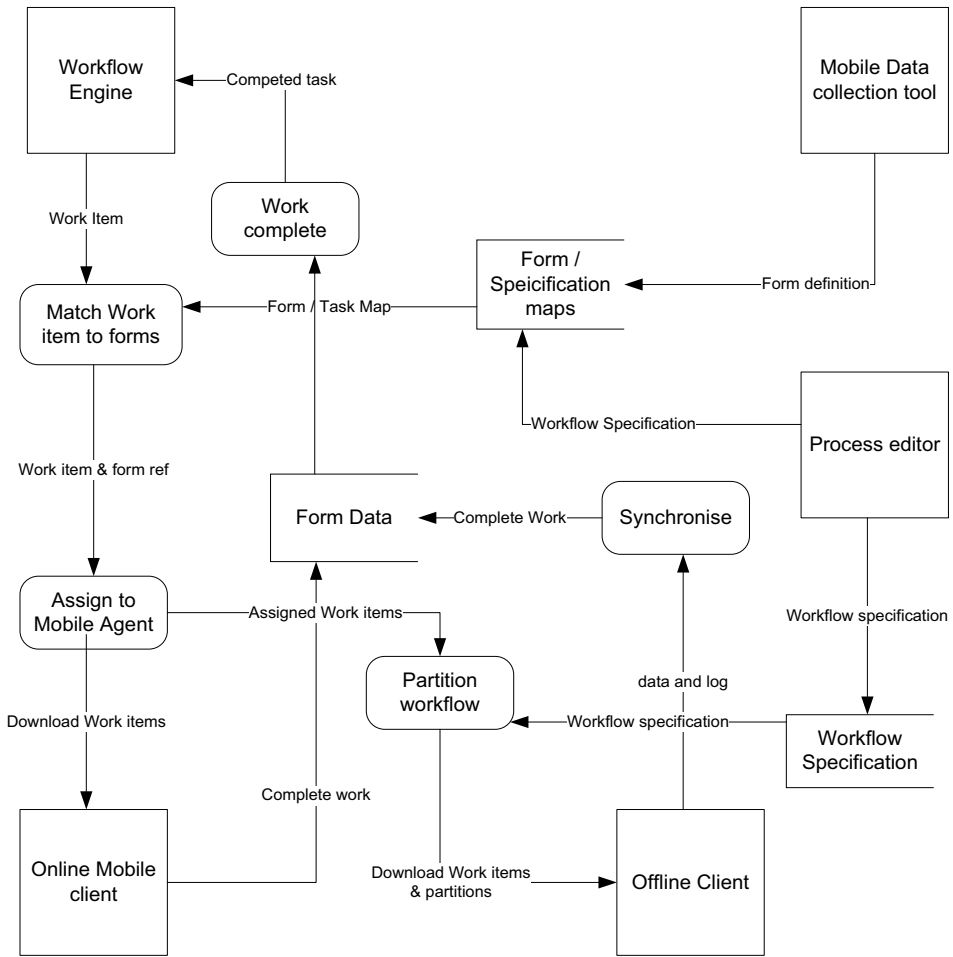 Workflow
Engine
Competed task
Mobile Data
collection tool
Work Item
Work
complete
Form /
Speicification
maps
Form definition
Match Work
item to forms
Form / Task Map
Workflow Specification
Process editor
Work item & form ref
Form Data
Complete Work
Synchronise
Assign to
Mobile Agent
Assigned Work items
Workflow specification
Partition
workflow
data and log
Download Work items
Workflow specification
Workflow
Specification
Complete work
Online Mobile
client
Download Work items
& partitions
Offline Client